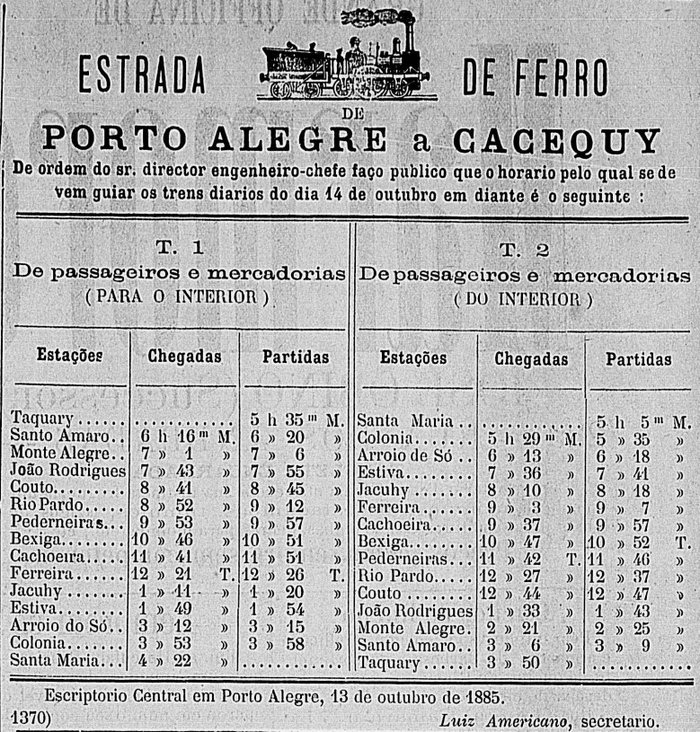 ESTRADA DE FERRO
DE
PORTO ALEGRE a CACEQUY
De ordem do sr. director engenheiro-chefe faço publico que o horario pelo qual se de
vem guiar os trens diarios do dia 14 de outubro em diante é o seguinte :
T. 1
De passageiros e mercadorias
(PARA O INTERIOR)
Estações Chegadas Partidas
Taquary...... ............ 5 h 35 m M.
Santo Amaro.. 6 h 16 m M. 6 » 20 »
Monte Alegre.. 7 » 1 » 7 » 6 »
João Rodrigues 7 » 43 » 7 » 55 »
Couto......... 8 » 41 » 8 » 45 »
Rio Pardo..... 8 » 52 » 9 » 12 »
Pederneiras... 9 » 53 » 9 » 57 »
Bexiga........ 10 » 46 » 10 » 51 »
Cachoeira..... 11 » 41 » 11 » 51 »
Ferreira...... 12 » 21 T. 12 » 26 T.
Jacuhy....... 1 » 11 » 1 » 20 »
Estiva........ 1 » 49 » 1 » 54 »
Arroio do Só.. 3 » 12 » 3 » 15 »
Colonia....... 3 » 53 » 3 » 58 »
Santa Maria... 4 » 22 » ............
T. 2
De passageiros e mercadorias
(DO INTERIOR)
Estações Chegadas Partidas
Santa Maria .. ............ 5 h 5 m M.
Colonia....... 5 h 29 m M. 5 » 35 »
Arroio de Só .. 6 » 13 » 6 » 18 »
Estiva........ 7 » 36 » 7 » 41 »
Jacuhy ....... 8 » 10 » 8 » 18 »
Ferreira...... 9 » 3 » 9 » 7 »
Cachoeira..... 9 » 37 » 9 » 57 »
Bexiga........ 10 » 47 » 10 » 52 T.
Pederneiras... 11 » 42 T. 11 » 46 »
Rio Pardo..... 12 » 27 » 12 » 37 »
Couto ........ 12 » 44 » 12 » 47 »
João Rodrigues 1 » 33 » 1 » 43 »
Monte Alegre. 2 » 21 » 2 » 25 »
Santo Amaro.. 3 » 6 » 3 » 9 »
Taquary...... 3 » 50 » ............
Escriptorio Central em Porto Alegre, 13 de outubro de 1885.
1370) Luiz Americano, secretario.